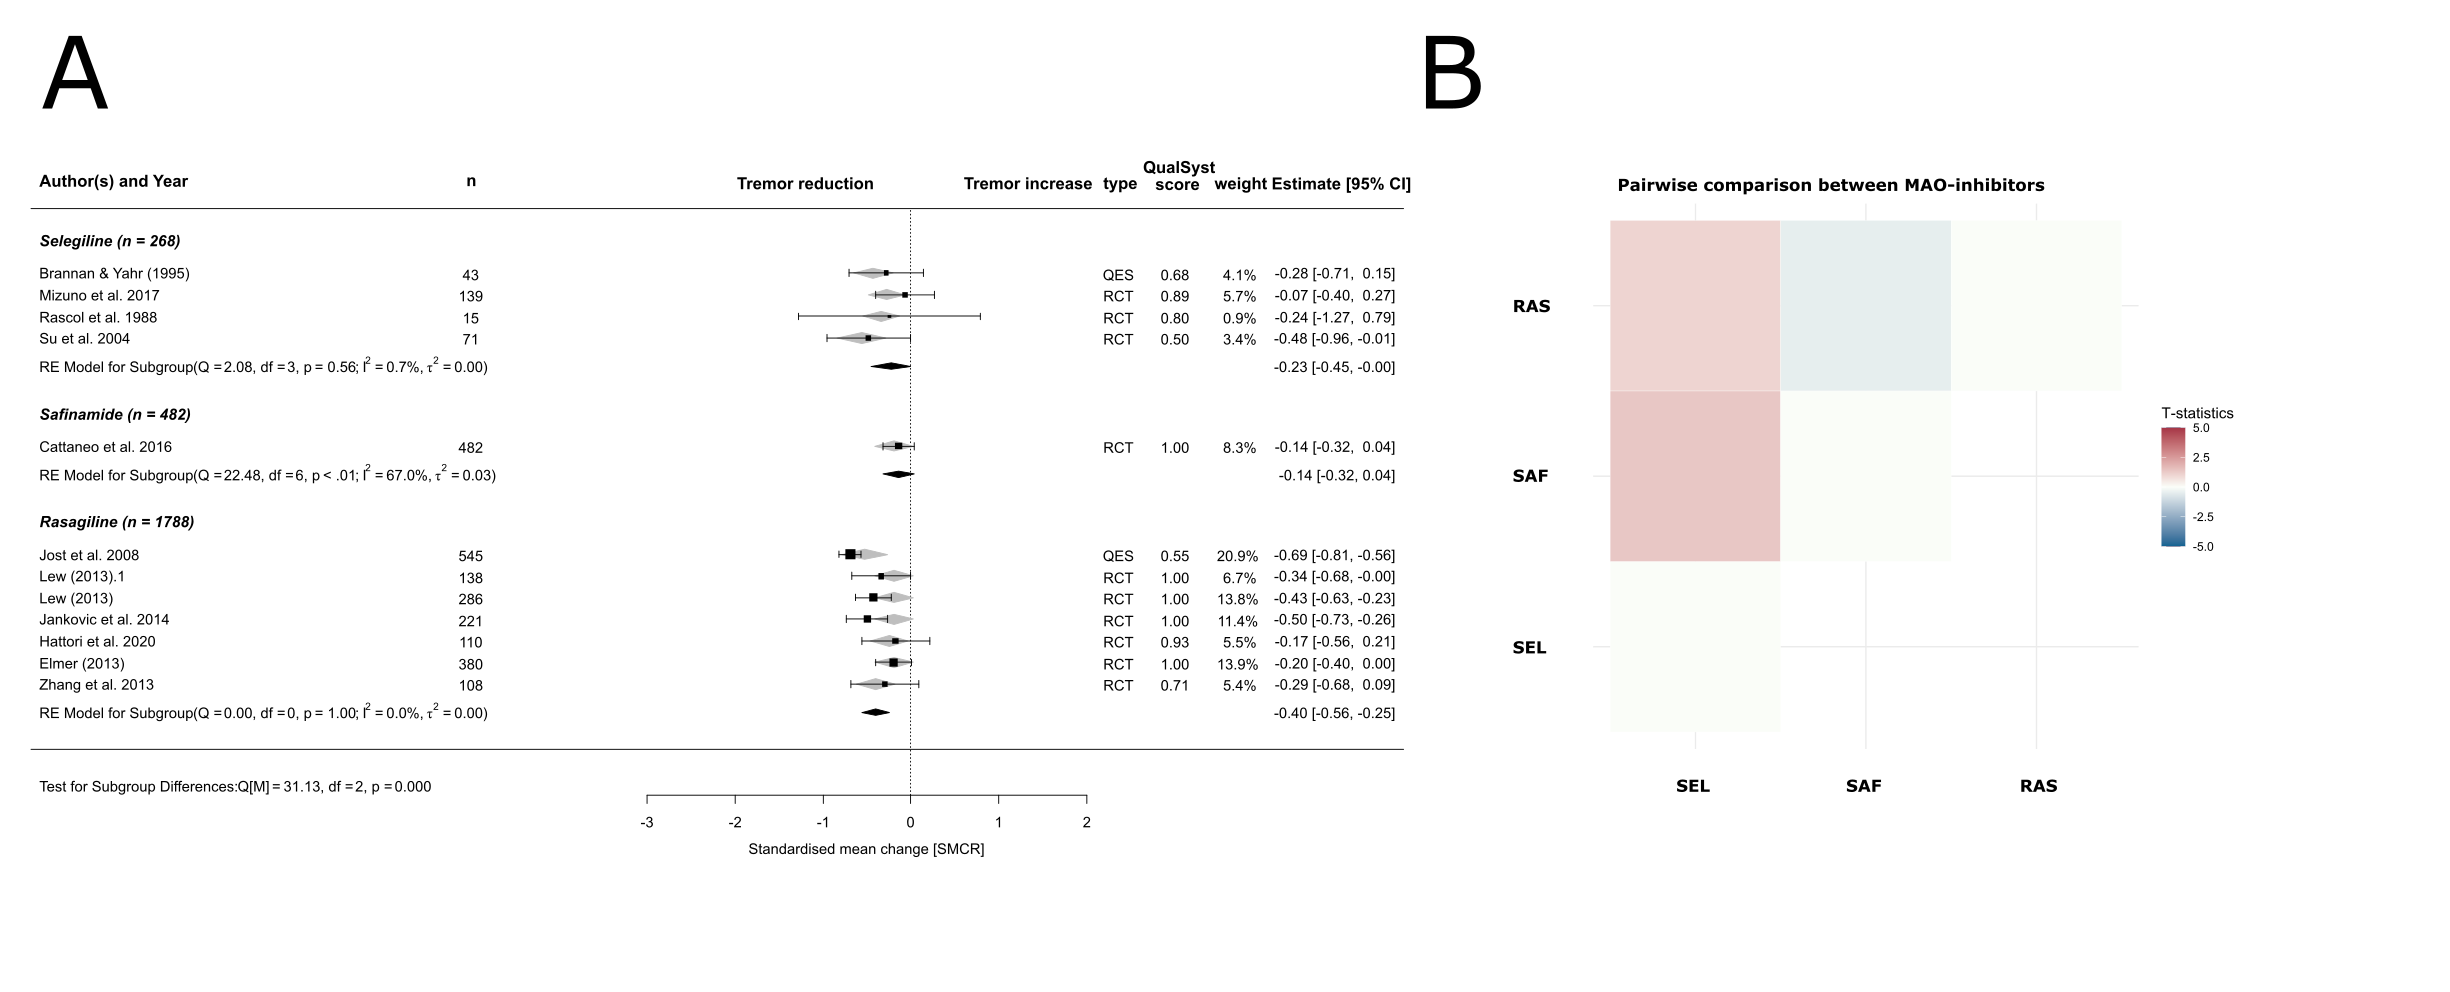 A
B
Author(s) and Year n Tremor reduction Tremor increase type QualSyst score weight Estimate [95% CI]
Selegiline (n = 268)
Brannan & Yahr (1995) 43 QES 0.68 4.1% -0.28 [-0.71, 0.15]
Mizuno et al. 2017 139 RCT 0.89 5.7% -0.07 [-0.40, 0.27]
Rascol et al. 1988 15 RCT 0.80 0.9% -0.24 [-1.27, 0.79]
Su et al. 2004 71 RCT 0.50 3.4% -0.48 [-0.96, -0.01]
RE Model for Subgroup(Q = 2.08, df = 3, p = 0.56; I² = 0.7%, τ² = 0.00) -0.23 [-0.45, -0.00]
Safinamide (n = 482)
Cattaneo et al. 2016 482 RCT 1.00 8.3% -0.14 [-0.32, 0.04]
RE Model for Subgroup(Q = 22.48, df = 6, p < .01; I² = 67.0%, τ² = 0.03) -0.14 [-0.32, 0.04]
Rasagiline (n = 1788)
Jost et al. 2008 545 QES 0.55 20.9% -0.69 [-0.81, -0.56]
Lew (2013).1 138 RCT 1.00 6.7% -0.34 [-0.68, -0.00]
Lew (2013) 286 RCT 1.00 13.8% -0.43 [-0.63, -0.23]
Jankovic et al. 2014 221 RCT 1.00 11.4% -0.50 [-0.73, -0.26]
Hattori et al. 2020 110 RCT 0.93 5.5% -0.17 [-0.56, 0.21]
Elmer (2013) 380 RCT 1.00 13.9% -0.20 [-0.40, 0.00]
Zhang et al. 2013 108 RCT 0.71 5.4% -0.29 [-0.68, 0.09]
RE Model for Subgroup(Q = 0.00, df = 0, p = 1.00; I² = 0.0%, τ² = 0.00) -0.40 [-0.56, -0.25]
Test for Subgroup Differences:Q[M] = 31.13, df = 2, p = 0.000
-3 -2 -1 0 1 2
Standardised mean change [SMCR]
Pairwise comparison between MAO-inhibitors
RAS
SAF
SEL
SEL SAF RAS
T-statistics
5.0
2.5
0.0
-2.5
-5.0